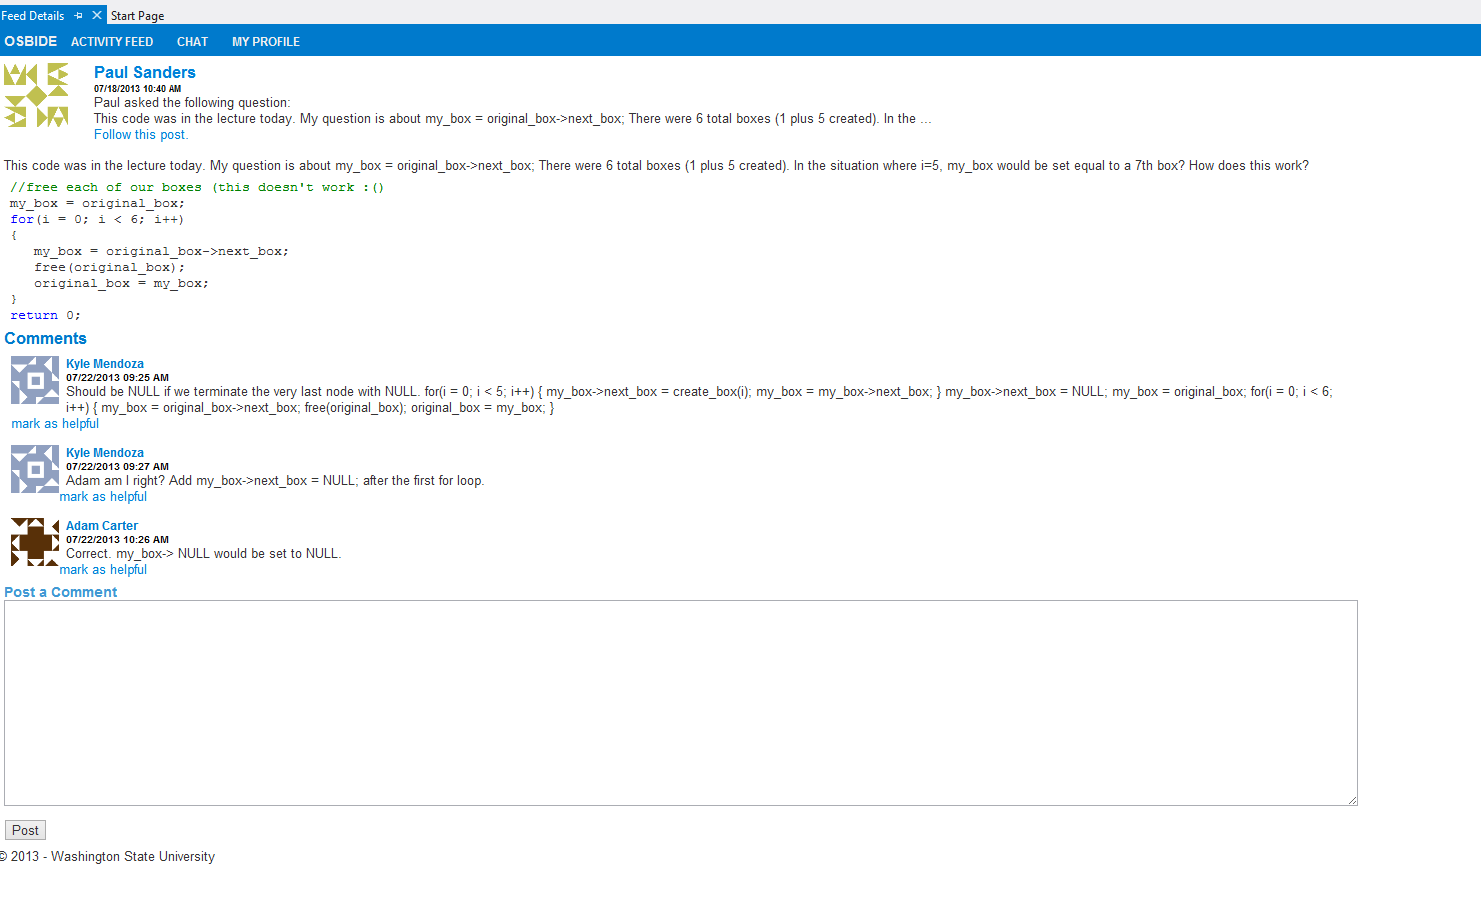 Feed Details Start Page
OSBIDE ACTIVITY FEED CHAT MY PROFILE
Paul Sanders
07/18/2013 10:40 AM
Paul asked the following question:
This code was in the lecture today. My question is about my_box = original_box->next_box; There were 6 total boxes (1 plus 5 created). In the ...
Follow this post.
This code was in the lecture today. My question is about my_box = original_box->next_box; There were 6 total boxes (1 plus 5 created). In the situation where i=5, my_box would be set equal to a 7th box? How does this work?
//free each of our boxes (this doesn't work :()
my_box = original_box;
for(i = 0; i < 6; i++)
{
my_box = original_box->next_box;
free(original_box);
original_box = my_box;
}
return 0;
Comments
Kyle Mendoza
07/22/2013 09:25 AM
Should be NULL if we terminate the very last node with NULL. for(i = 0; i < 5; i++) { my_box->next_box = create_box(i); my_box = my_box->next_box; } my_box->next_box = NULL; my_box = original_box; for(i = 0; i < 6;
i++) { my_box = original_box->next_box; free(original_box); original_box = my_box; }
mark as helpful
Kyle Mendoza
07/22/2013 09:27 AM
Adam am I right? Add my_box->next_box = NULL; after the first for loop.
mark as helpful
Adam Carter
07/22/2013 10:26 AM
Correct. my_box-> NULL would be set to NULL.
mark as helpful
Post a Comment
Post
© 2013 - Washington State University